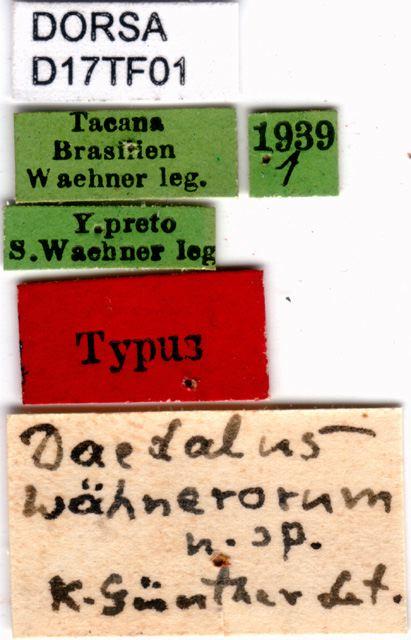 DORSA
D17TF01
Tacana
Brasilien
Waehner leg.
1939
1
Y.preto
S.Waehner leg
Typus
Daedalus
wähnerorum
n. sp.
K. Günther det.